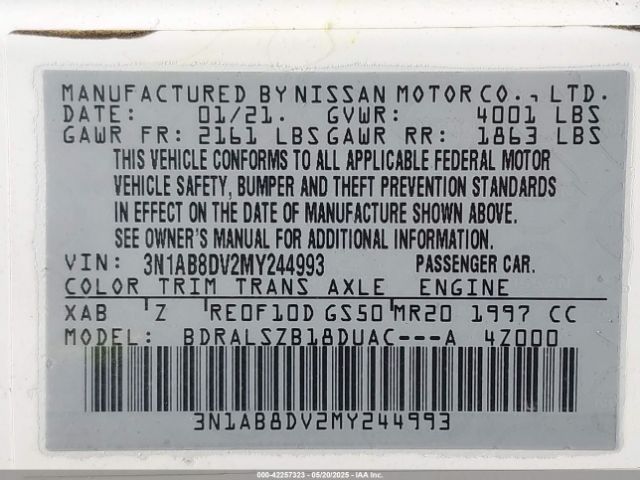 MANUFACTURED BY NISSAN MOTOR CO., LTD.
DATE: 01/21. GVWR: 4001 LBS
GAWR FR: 2161 LBS GAWR RR: 1863 LBS
THIS VEHICLE CONFORMS TO ALL APPLICABLE FEDERAL MOTOR
VEHICLE SAFETY, BUMPER AND THEFT PREVENTION STANDARDS
IN EFFECT ON THE DATE OF MANUFACTURE SHOWN ABOVE.
SEE OWNER'S MANUAL FOR ADDITIONAL INFORMATION.
VIN: 3N1AB8DV2MY244993 PASSENGER CAR.
COLOR TRIM TRANS AXLE ENGINE
XAB Z RE0F10D GS50 MR20 1997 CC
MODEL: BDRALSZB18DUAC---A 4Z000
3N1AB8DV2MY244993
000-42257323 - 05/20/2025 - IAA Inc.